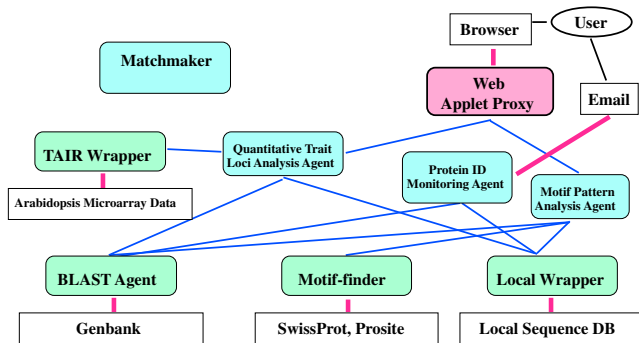 Browser
User
Matchmaker
Web
Applet Proxy
Email
TAIR Wrapper
Quantitative Trait
Loci Analysis Agent
Protein ID
Monitoring Agent
Motif Pattern
Analysis Agent
Arabidopsis Microarray Data
BLAST Agent
Motif-finder
Local Wrapper
Genbank
SwissProt, Prosite
Local Sequence DB